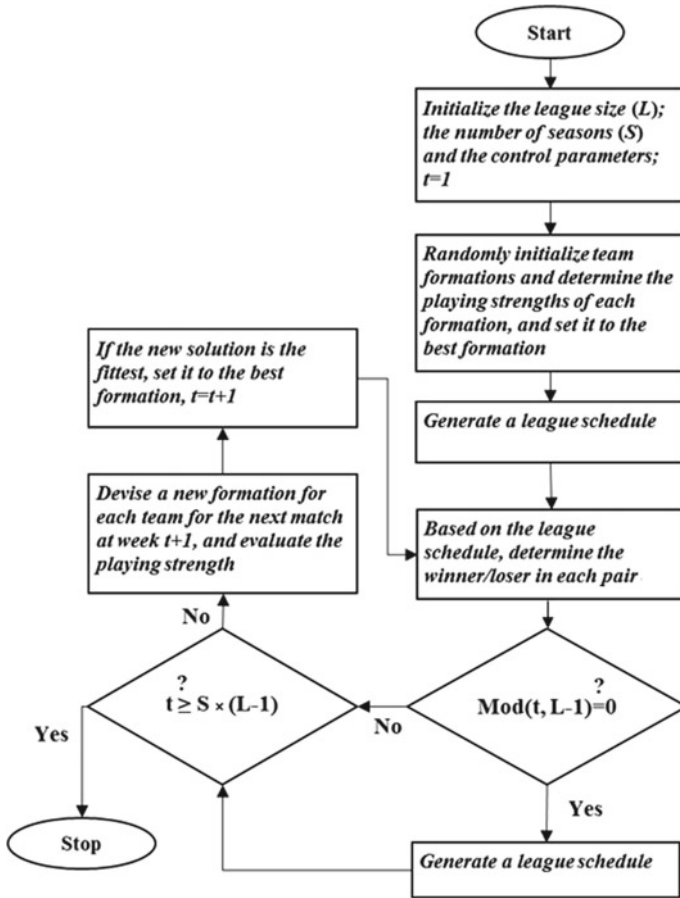 Start
Initialize the league size (L);
the number of seasons (S)
and the control parameters;
t=1
Randomly initialize team
formations and determine the
playing strengths of each
formation, and set it to the
best formation
If the new solution is the
fittest, set it to the best
formation, t=t+1
Generate a league schedule
Devise a new formation for
each team for the next match
at week t+1, and evaluate the
playing strength
Based on the league
schedule, determine the
winner/loser in each pair
No
?
t ≥ S × (L-1)
?
Mod(t, L-1)=0
No
Yes
Yes
Stop
Generate a league schedule